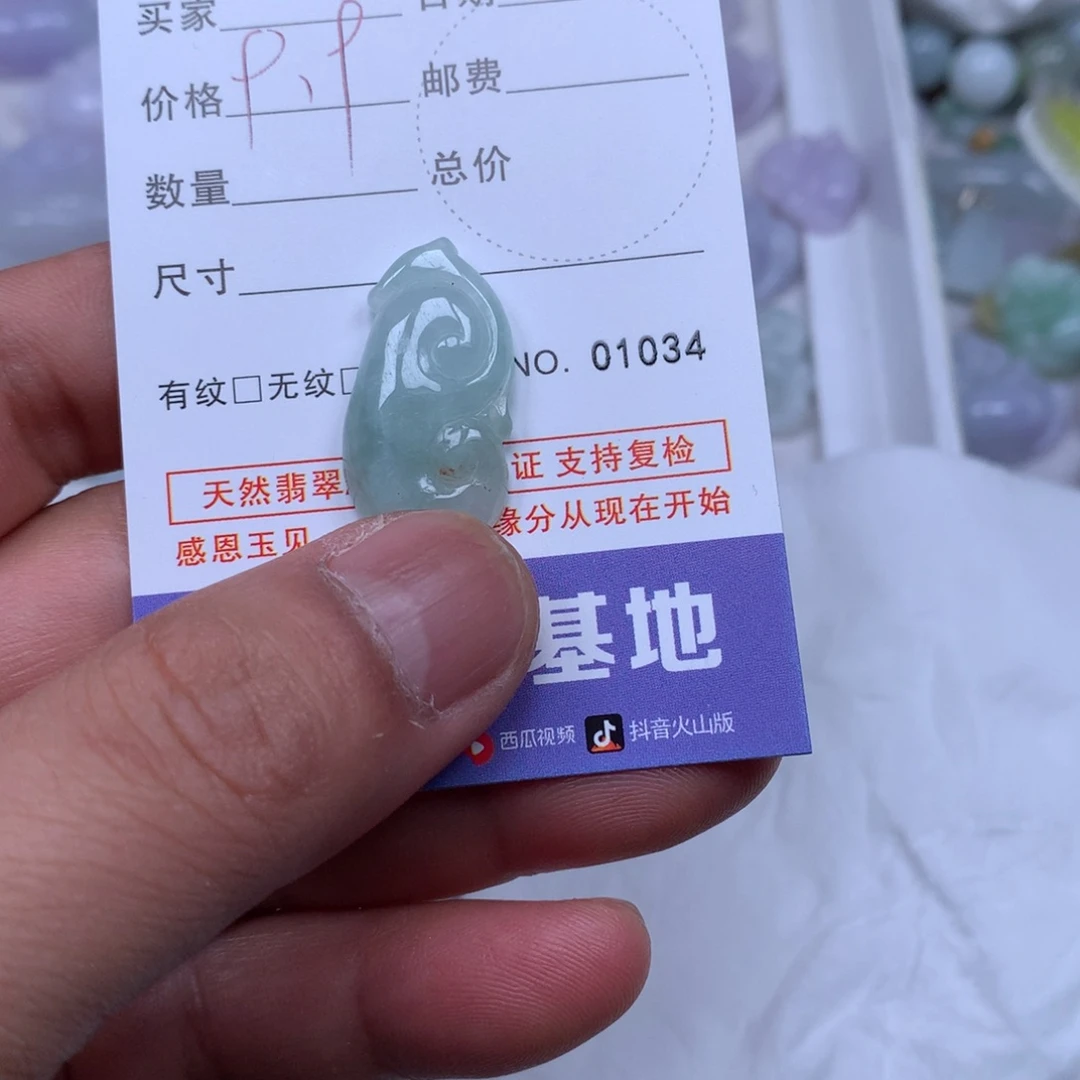 买家 日期
价格 邮费
数量 总价
尺寸
有纹□无纹□ NO. 01034
天然翡翠 证 支持复检
感恩玉见 缘分从现在开始
基地
西瓜视频 抖音火山版